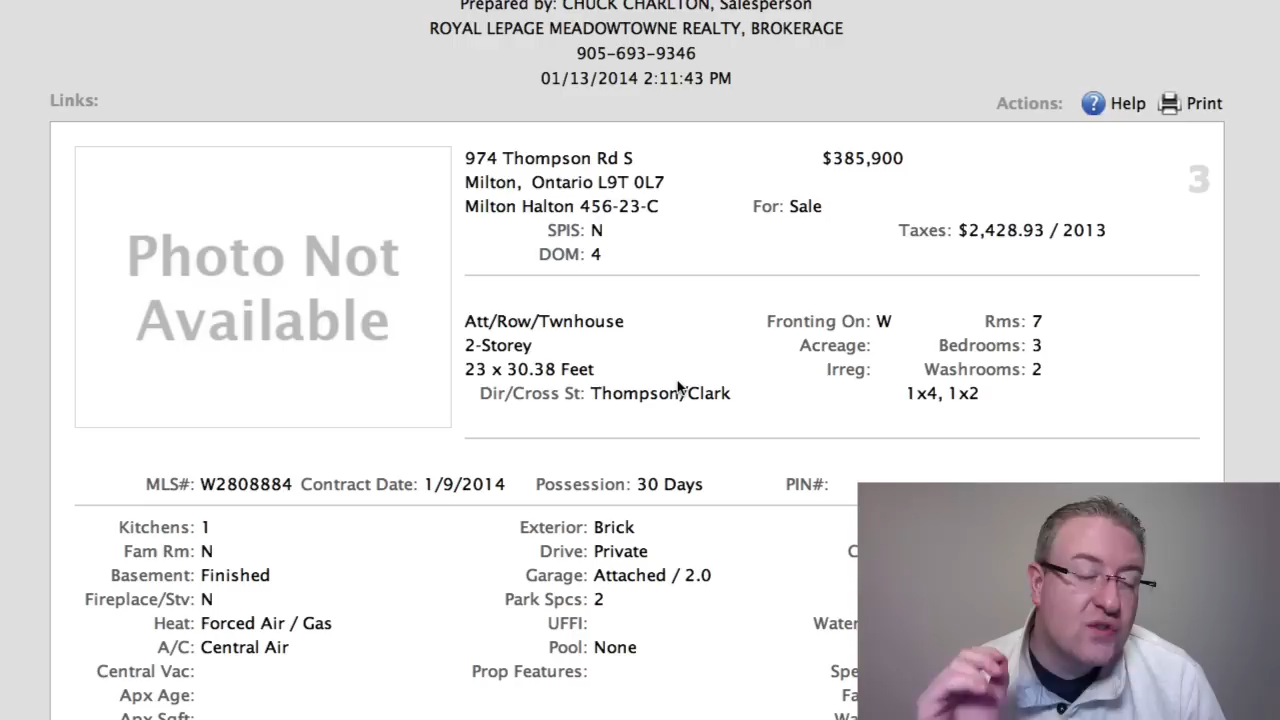 Prepared by: CHUCK CHARLTON, Salesperson
ROYAL LEPAGE MEADOWTOWNE REALTY, BROKERAGE
905-693-9346
01/13/2014 2:11:43 PM
Links: Actions: Help Print
974 Thompson Rd S $385,900 3
Milton, Ontario L9T 0L7
Milton Halton 456-23-C For: Sale
SPIS: N Taxes: $2,428.93 / 2013
DOM: 4
Photo Not
Available
Att/Row/Twnhouse Fronting On: W Rms: 7
2-Storey Acreage: Bedrooms: 3
23 x 30.38 Feet Irreg: Washrooms: 2
Dir/Cross St: Thompson/Clark 1x4, 1x2
MLS#: W2808884 Contract Date: 1/9/2014 Possession: 30 Days PIN#:
Kitchens: 1 Exterior: Brick
Fam Rm: N Drive: Private
Basement: Finished Garage: Attached / 2.0
Fireplace/Stv: N Park Spcs: 2
Heat: Forced Air / Gas UFFI: Water
A/C: Central Air Pool: None
Central Vac: Prop Features:
Apx Age:
Apx Sqft: